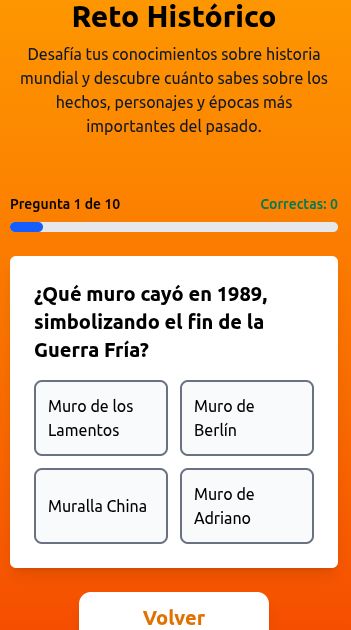 Reto Histórico
Desafía tus conocimientos sobre historia
mundial y descubre cuánto sabes sobre los
hechos, personajes y épocas más
importantes del pasado.
Pregunta 1 de 10
Correctas: 0
¿Qué muro cayó en 1989,
simbolizando el fin de la
Guerra Fría?
Muro de los
Lamentos
Muro de
Berlín
Muralla China
Muro de
Adriano
Volver